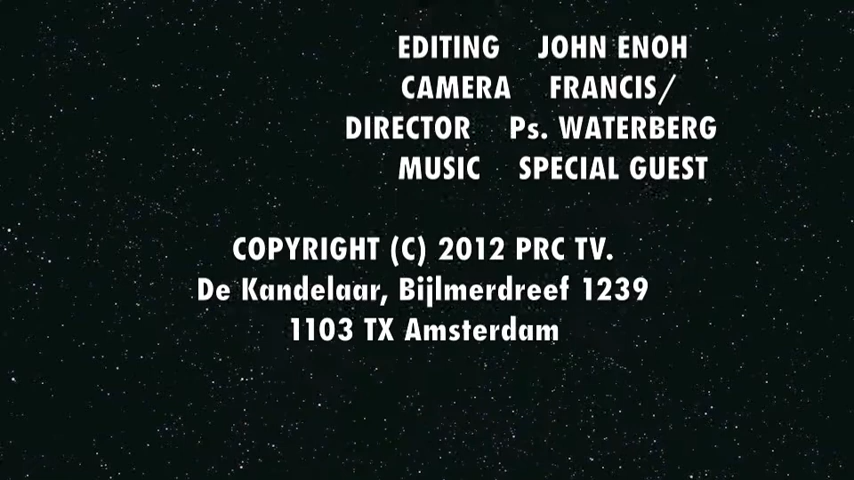 EDITING JOHN ENOH
CAMERA FRANCIS/
DIRECTOR Ps. WATERBERG
MUSIC SPECIAL GUEST
COPYRIGHT (C) 2012 PRC TV.
De Kandelaar, Bijlmerdreef 1239
1103 TX Amsterdam